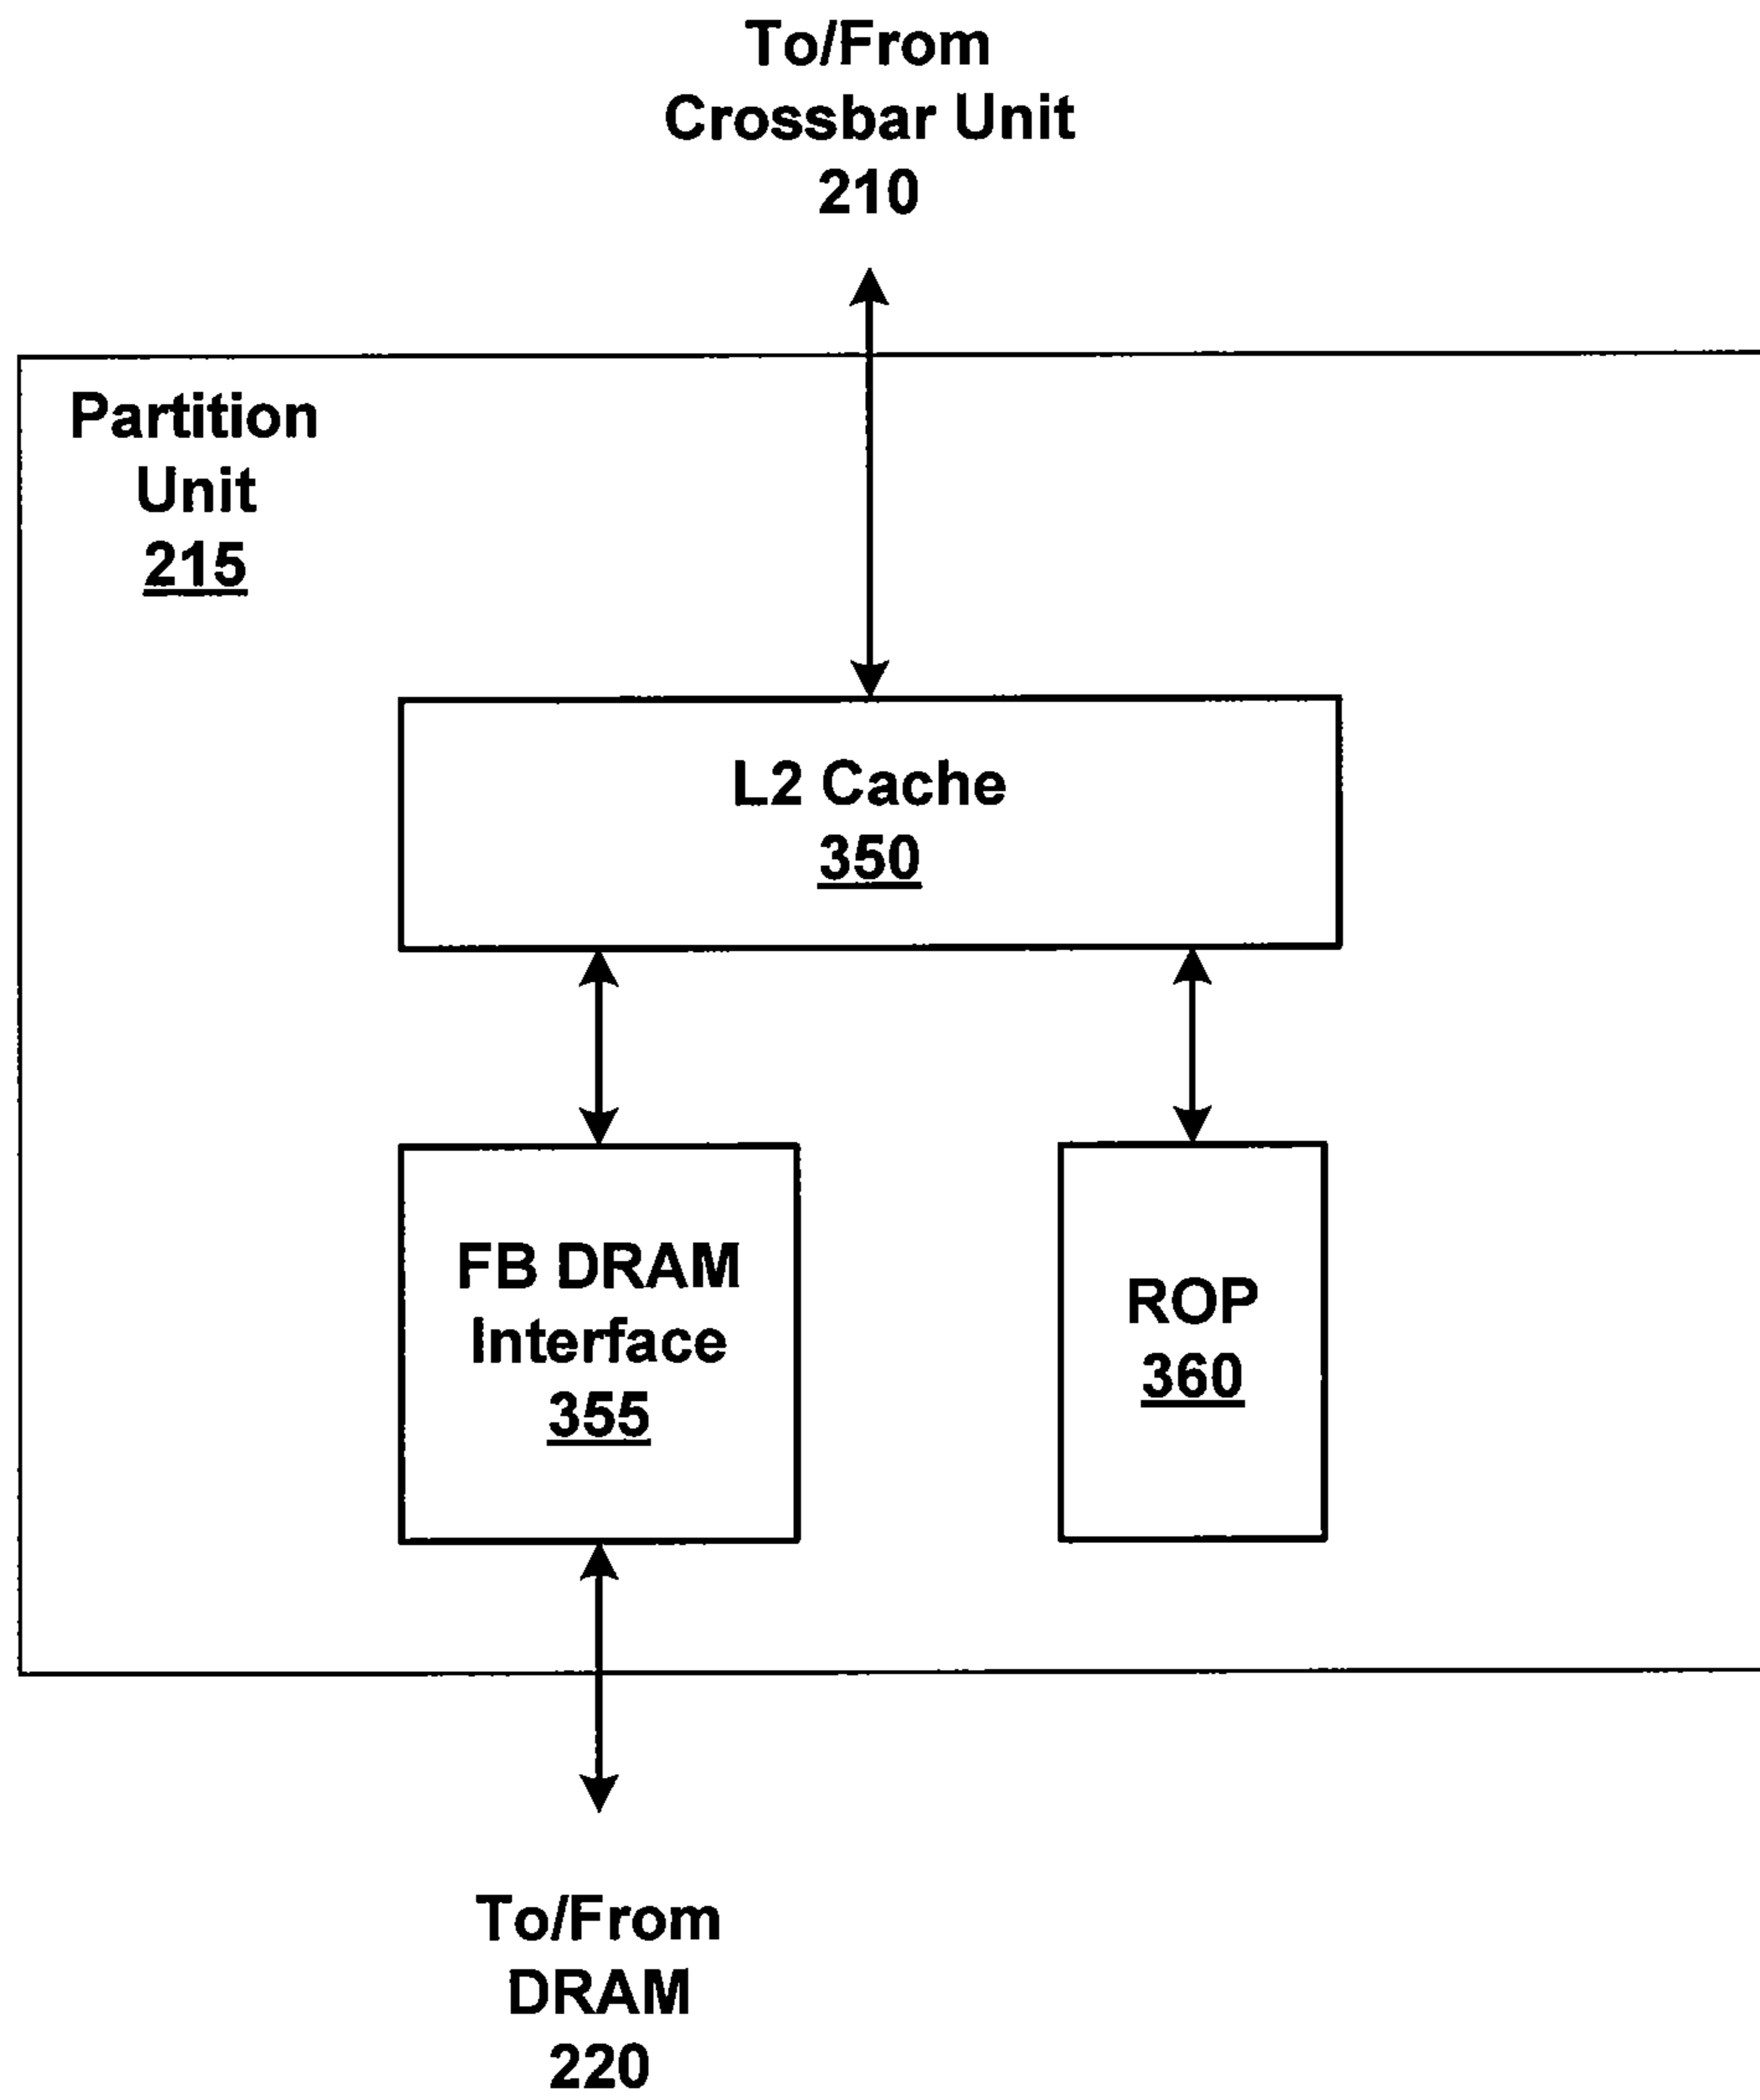 To/From
Crossbar Unit
210
Partition
Unit
215
L2 Cache
350
FB DRAM
Interface
355
ROP
360
To/From
DRAM
220